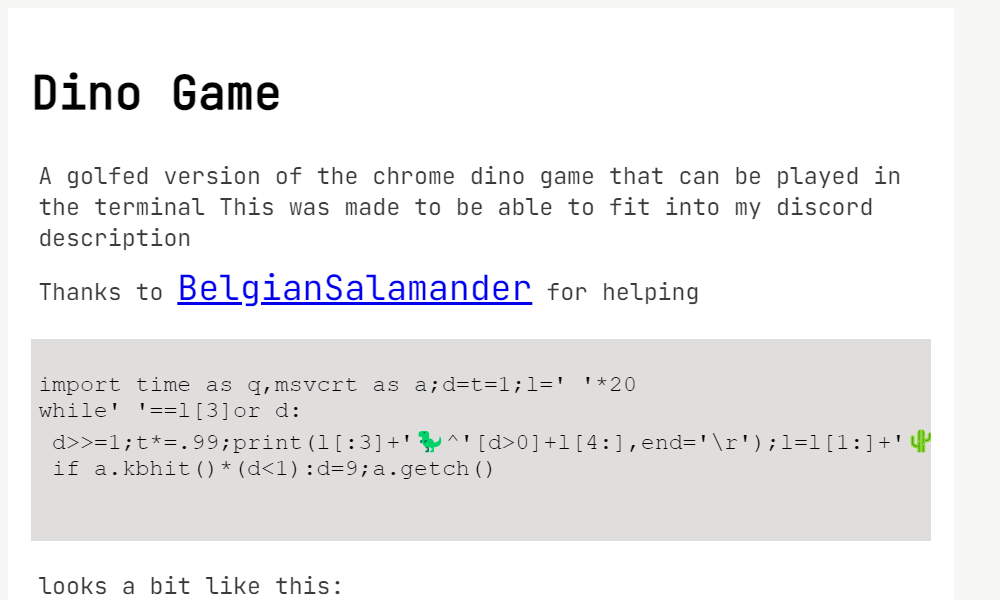 Dino Game
A golfed version of the chrome dino game that can be played in
the terminal This was made to be able to fit into my discord
description
Thanks to BelgianSalamander for helping
import time as q,msvcrt as a;d=t=1;l=' '*20
while' '==l[3]or d:
 d>>=1;t*=.99;print(l[:3]+'🦖^'[d>0]+l[4:],end='\r');l=l[1:]+'🌵
 if a.kbhit()*(d<1):d=9;a.getch()
looks a bit like this: